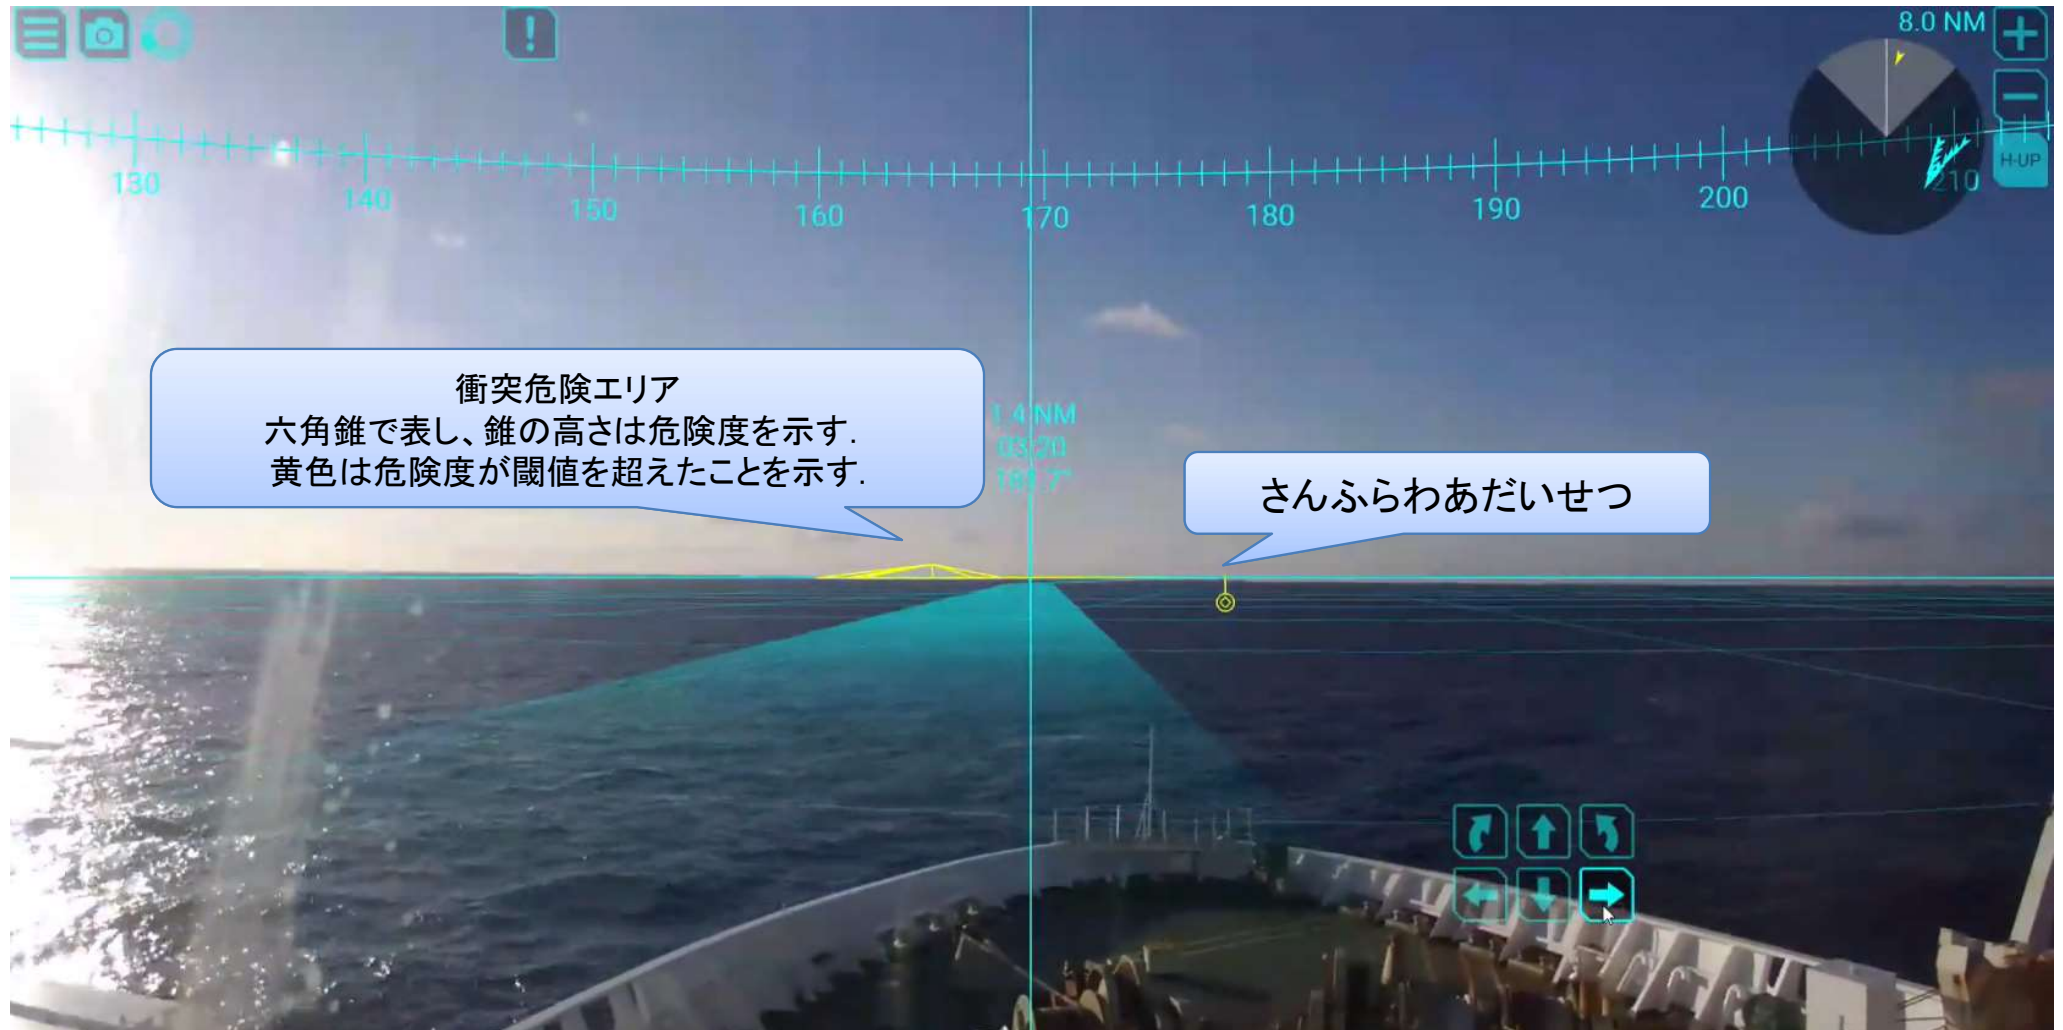 8.0 NM
H-UP
130
140
150
160
170
180
190
200
210
衝突危険エリア
六角錐で表し、錐の高さは危険度を示す.
黄色は危険度が閾値を超えたことを示す.
1.4 NM
03:20
さんふらわあだいせつ